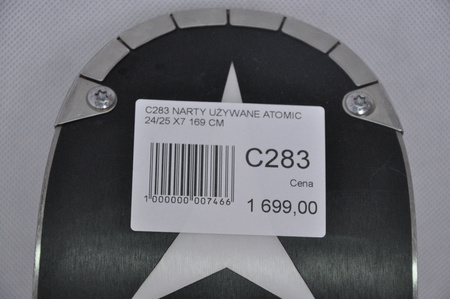 C283 NARTY UŻYWANE ATOMIC
24/25 X7 169 CM
C283
Cena
1 000000 007466
1 699,00